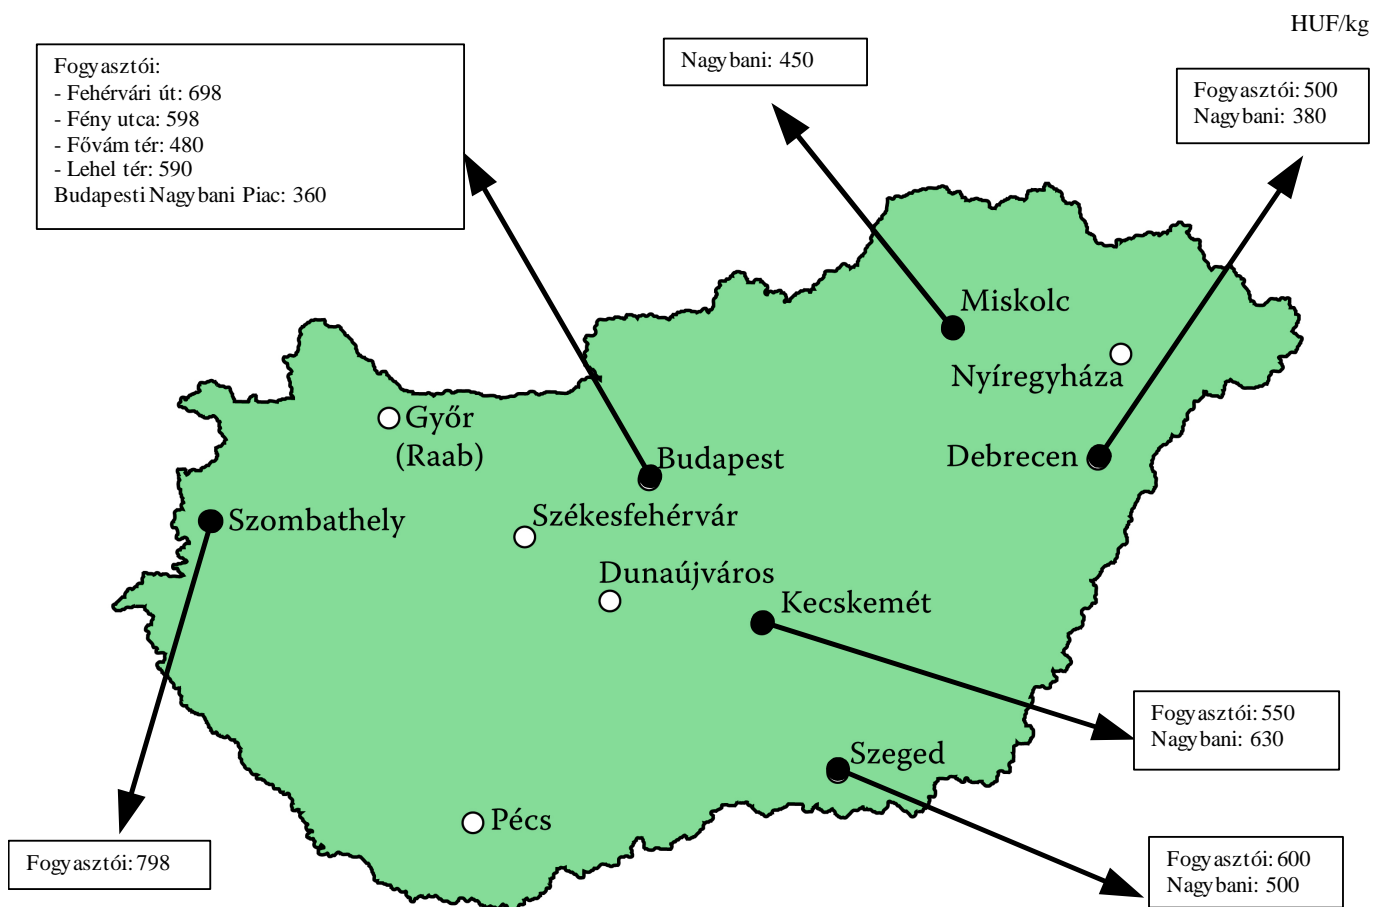 HUF/kg
Fogyasztói:
- Fehérvári út: 698
- Fény utca: 598
- Fővám tér: 480
- Lehel tér: 590
Budapesti Nagybani Piac: 360
Nagybani: 450
Fogyasztói: 500
Nagybani: 380
Miskolc
Nyíregyháza
Győr
(Raab)
Budapest
Debrecen
Szombathely
Székesfehérvár
Dunaújváros
Kecskemét
Fogyasztói: 550
Nagybani: 630
Szeged
Pécs
Fogyasztói: 798
Fogyasztói: 600
Nagybani: 500